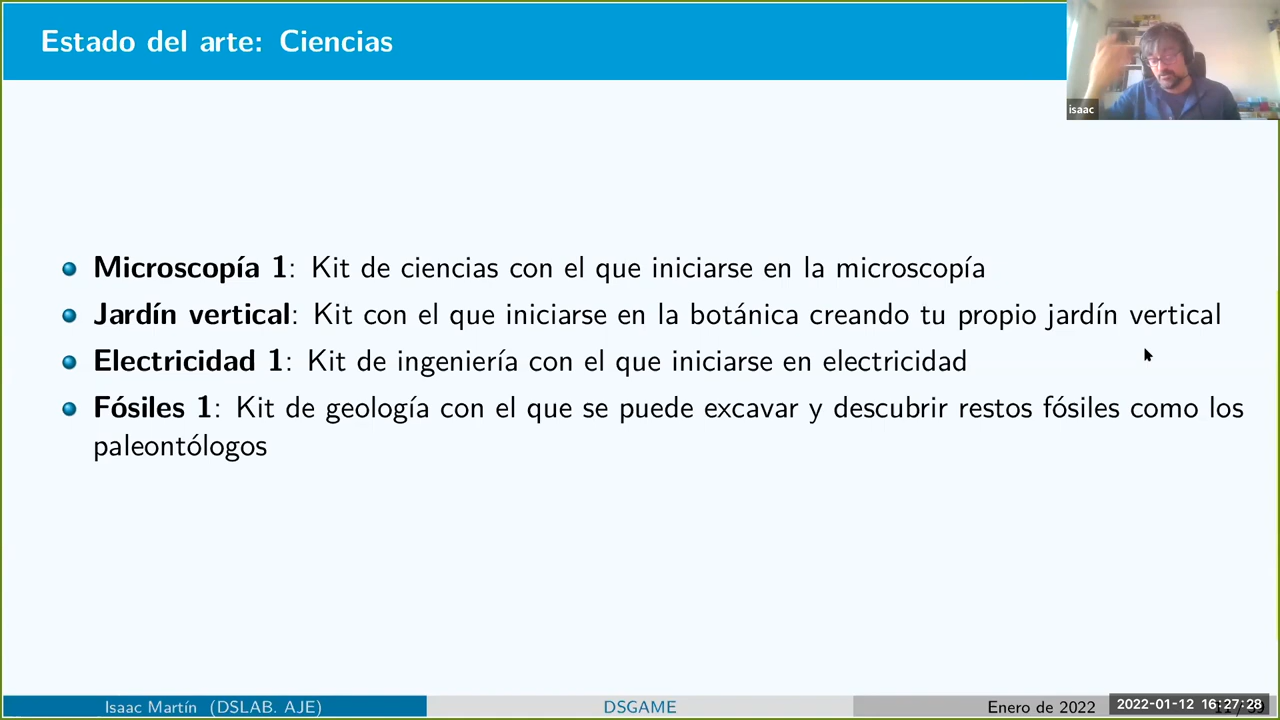 Estado del arte: Ciencias
isaac
Microscopía 1: Kit de ciencias con el que iniciarse en la microscopía
Jardín vertical: Kit con el que iniciarse en la botánica creando tu propio jardín vertical
Electricidad 1: Kit de ingeniería con el que iniciarse en electricidad
Fósiles 1: Kit de geología con el que se puede excavar y descubrir restos fósiles como los
paleontólogos
Isaac Martín (DSLAB. AJE)
DSGAME
Enero de 2022
2022-01-12 16:27:28